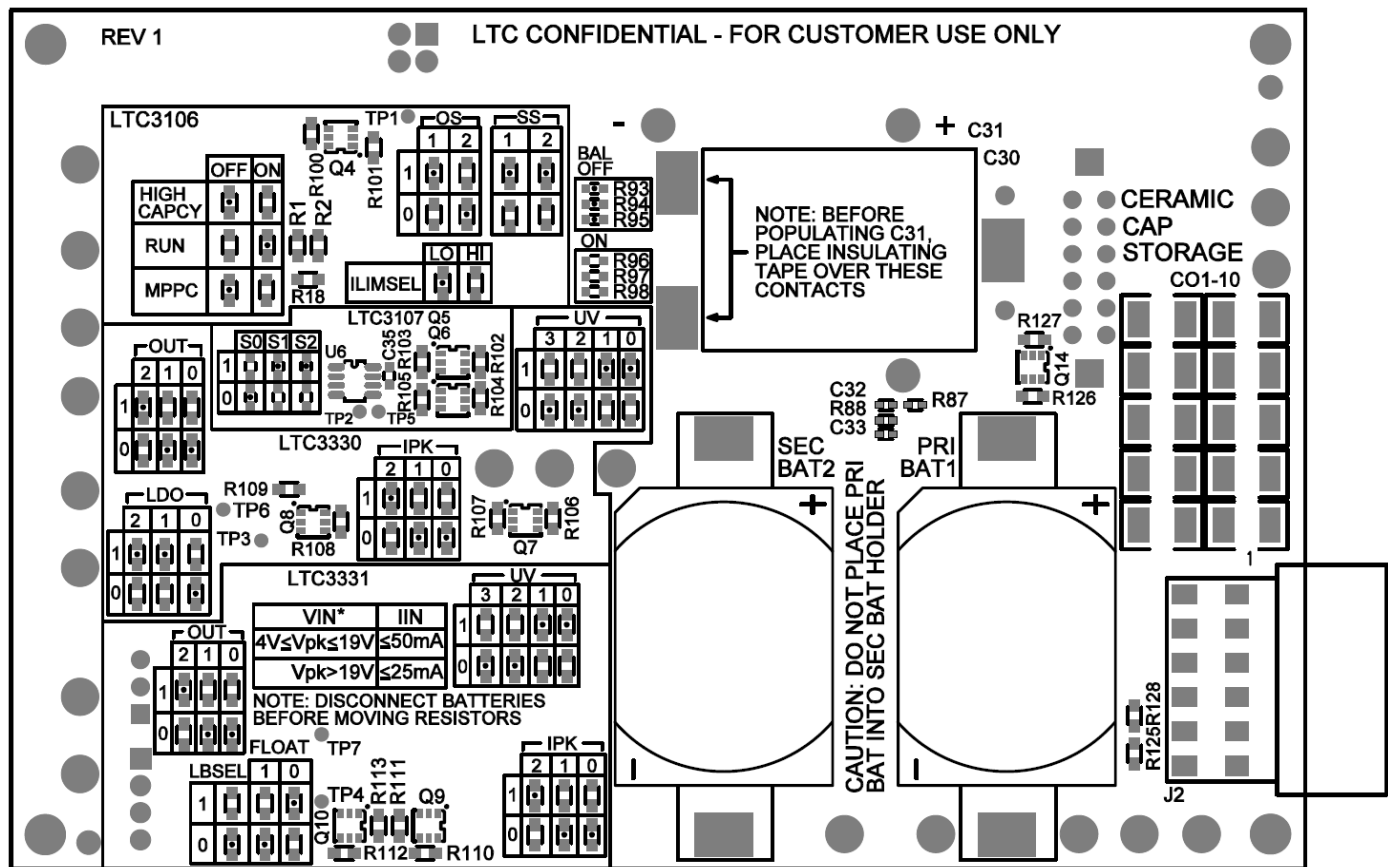 REV 1
LTC CONFIDENTIAL - FOR CUSTOMER USE ONLY
LTC3106
TP1
OS
SS
1 2
1 2
1
0
R100
Q4
R101
OFF ON
HIGH
CAPCY
RUN
MPPC
R1
R2
R18
LO HI
ILIMSEL
BAL
OFF
R93
R94
R95
ON
R96
R97
R98
- +
C31
C30
NOTE: BEFORE
POPULATING C31,
PLACE INSULATING
TAPE OVER THESE
CONTACTS
CERAMIC
CAP
STORAGE
CO1-10
LTC3107
S0 S1 S2
1
0
U6
C35
R103
R105
Q5
Q6
R102
R104
TP2
TP5
UV
3 2 1 0
1
0
OUT
2 1 0
1
0
R127
Q14
R126
C32
R88
C33
R87
LTC3330
IPK
2 1 0
1
0
R109
TP6
Q8
TP3
R108
R107
Q7
R106
LDO
2 1 0
1
0
SEC
BAT2
PRI
BAT1
+
+
-
-
CAUTION: DO NOT PLACE PRI
BAT INTO SEC BAT HOLDER
LTC3331
VIN* IIN
4V≤Vpk≤19V ≤50mA
Vpk>19V ≤25mA
NOTE: DISCONNECT BATTERIES
BEFORE MOVING RESISTORS
UV
3 2 1 0
1
0
OUT
2 1 0
1
0
TP7
FLOAT
LBSEL 1 0
1
0
TP4
Q10
R113
R111
Q9
R112
R110
IPK
2 1 0
1
0
1
R128
R125
J2